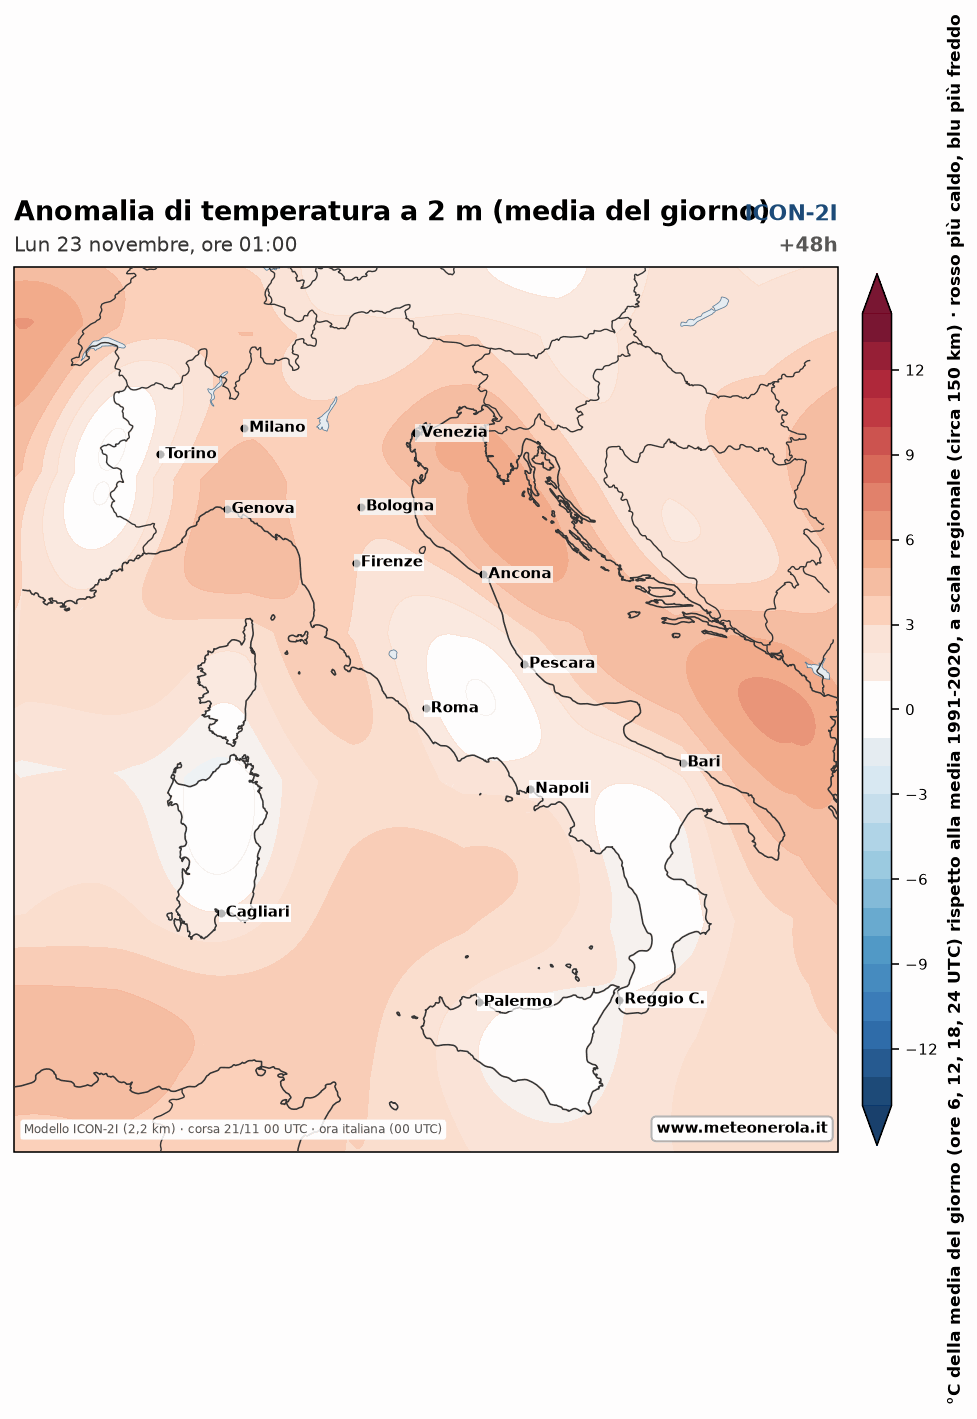 Anomalia di temperatura a 2 m (media del giorno)
ICON-2I
Lun 23 novembre, ore 01:00
+48h
Milano
Venezia
Torino
Bologna
Genova
Firenze
Ancona
Pescara
Roma
Bari
Napoli
Cagliari
Palermo
Reggio C.
Modello ICON-2I (2,2 km) · corsa 21/11 00 UTC · ora italiana (00 UTC)
www.meteonerola.it
12
9
6
3
0
−3
−6
−9
−12
°C della media del giorno (ore 6, 12, 18, 24 UTC) rispetto alla media 1991-2020, a scala regionale (circa 150 km) · rosso più caldo, blu più freddo